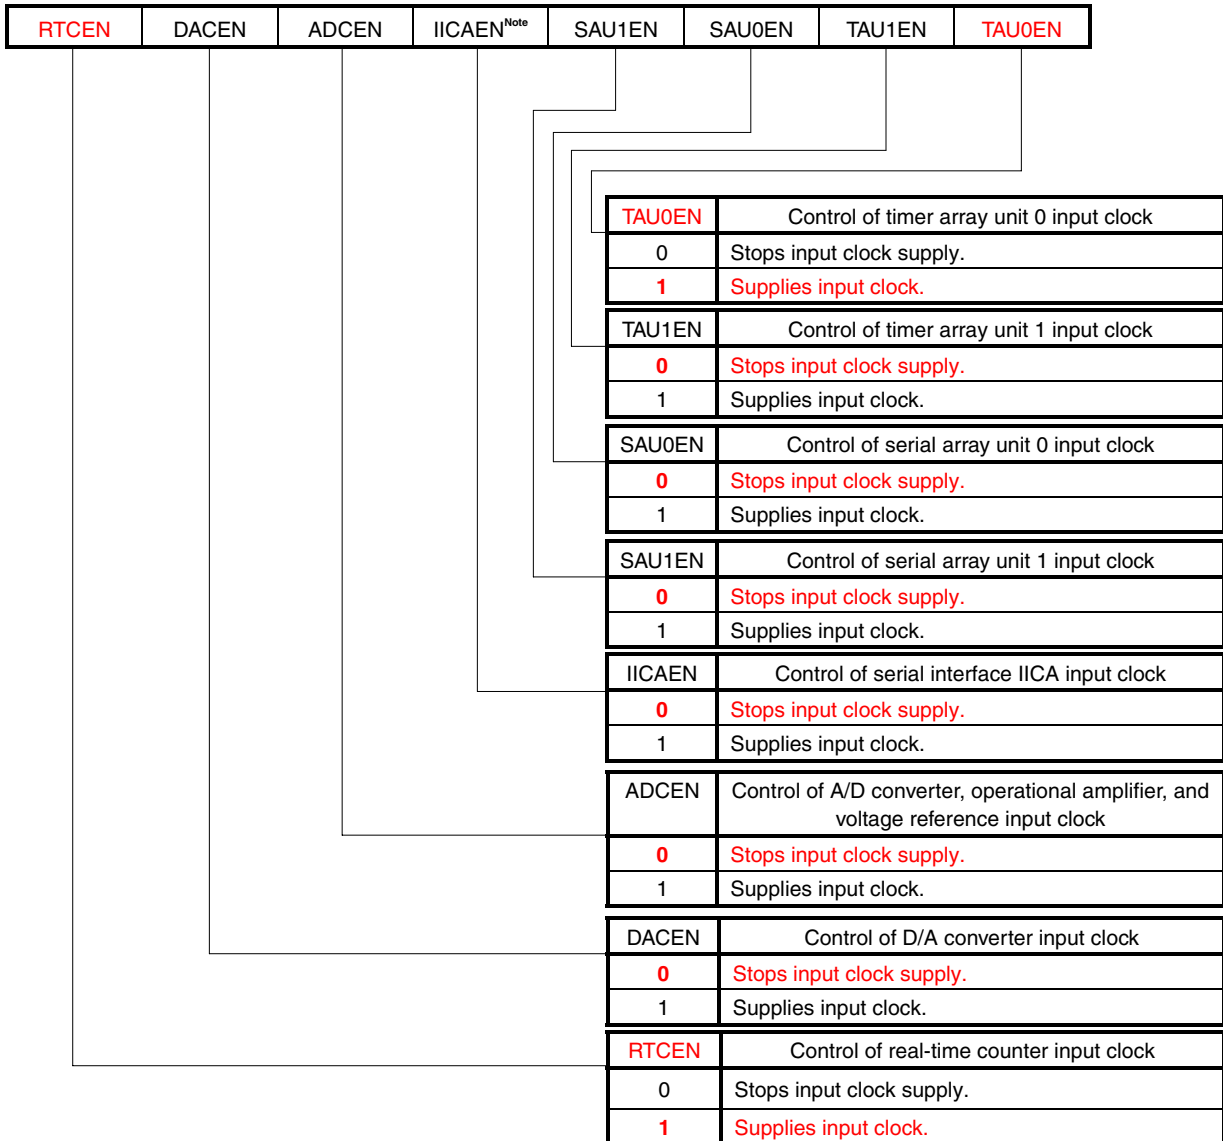 RTCEN DACEN ADCEN IICAEN^Note SAU1EN SAU0EN TAU1EN TAU0EN
TAU0EN Control of timer array unit 0 input clock
0 Stops input clock supply.
1 Supplies input clock.
TAU1EN Control of timer array unit 1 input clock
0 Stops input clock supply.
1 Supplies input clock.
SAU0EN Control of serial array unit 0 input clock
0 Stops input clock supply.
1 Supplies input clock.
SAU1EN Control of serial array unit 1 input clock
0 Stops input clock supply.
1 Supplies input clock.
IICAEN Control of serial interface IICA input clock
0 Stops input clock supply.
1 Supplies input clock.
ADCEN Control of A/D converter, operational amplifier, and
voltage reference input clock
0 Stops input clock supply.
1 Supplies input clock.
DACEN Control of D/A converter input clock
0 Stops input clock supply.
1 Supplies input clock.
RTCEN Control of real-time counter input clock
0 Stops input clock supply.
1 Supplies input clock.